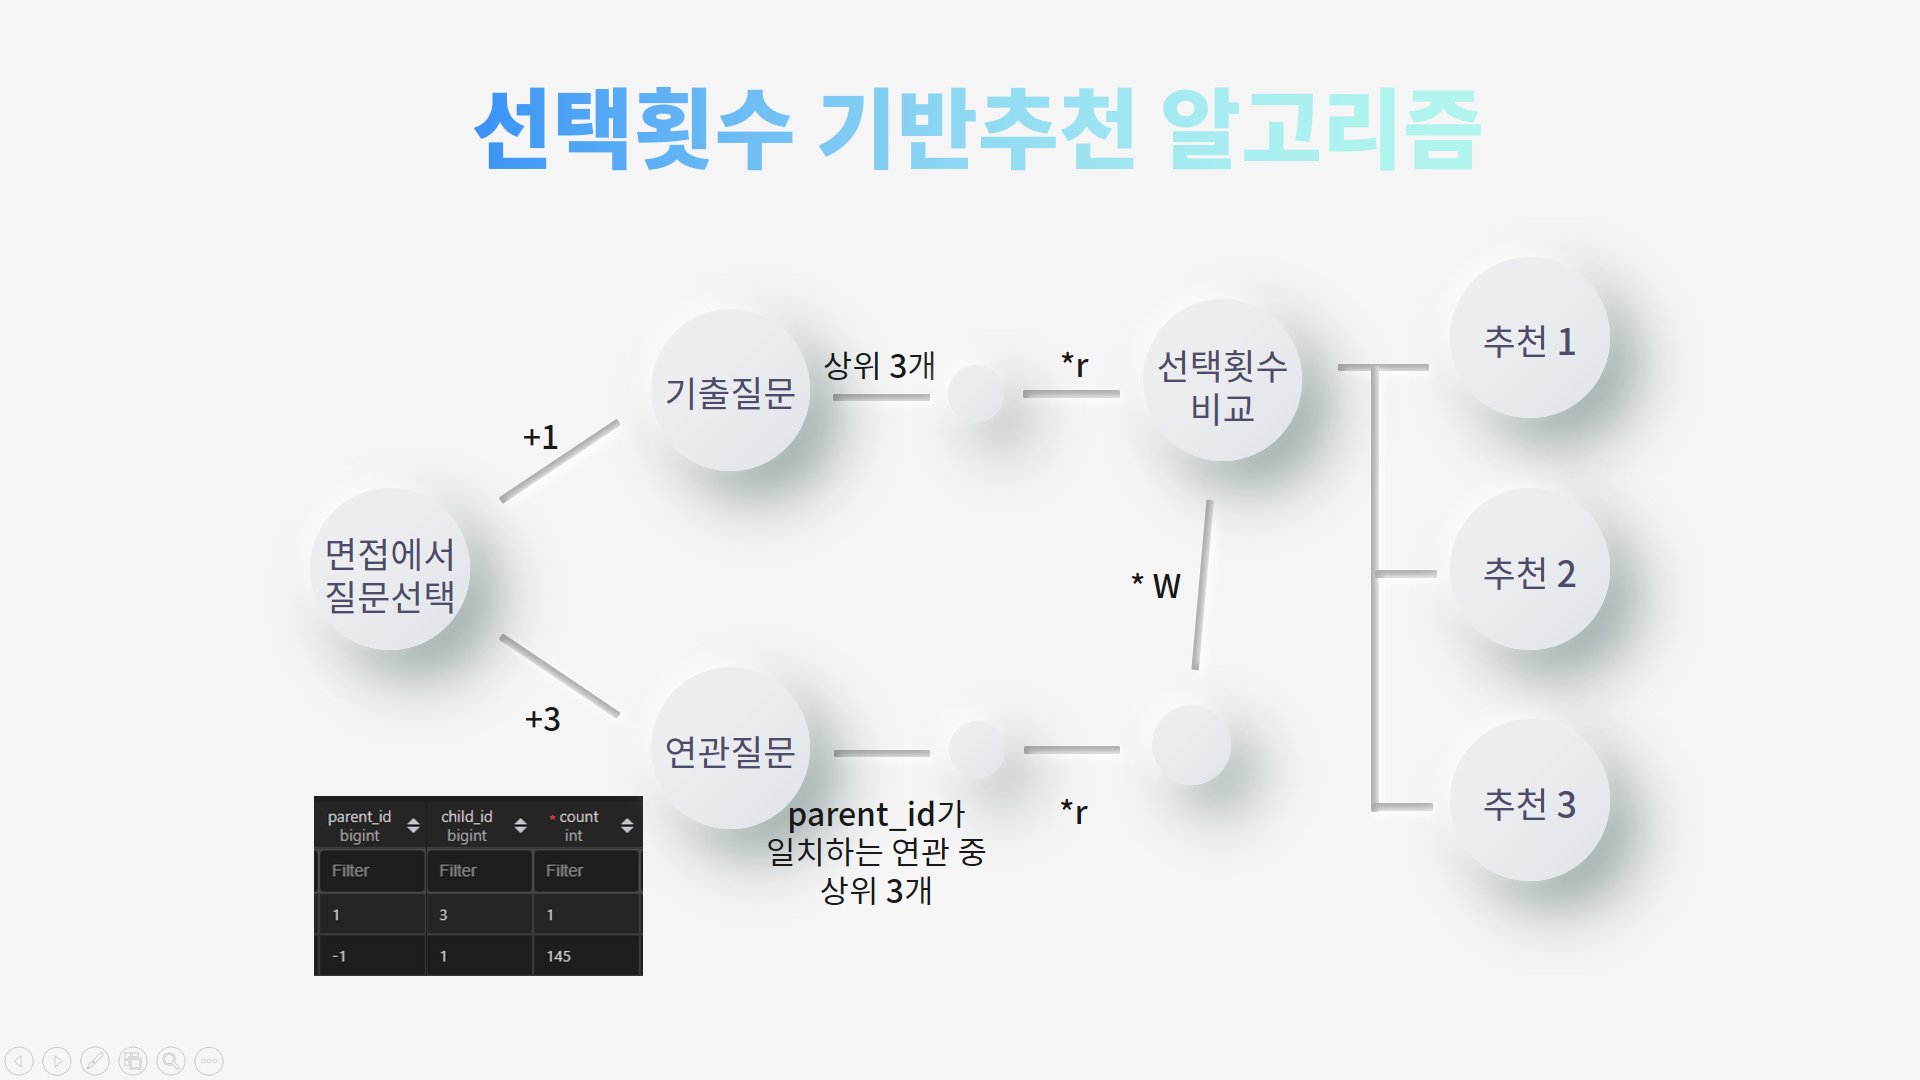 선택횟수 기반추천 알고리즘
면접에서
질문선택
+1
+3
기출질문
연관질문
상위 3개
*r
선택횟수
비교
* W
parent_id가
일치하는 연관 중
상위 3개
*r
추천 1
추천 2
추천 3
parent_id child_id * count
bigint bigint int
Filter Filter Filter
1 3 1
-1 1 145